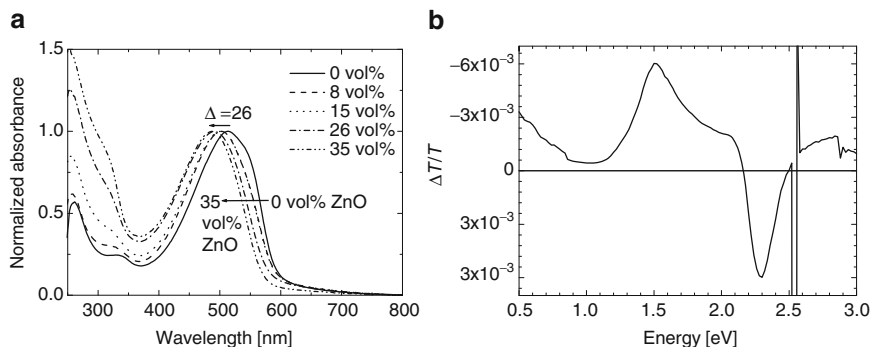 a
Normalized absorbance
1.5
1.0
0.5
0.0
300 400 500 600 700 800
Wavelength [nm]
0 vol%
8 vol%
15 vol%
26 vol%
35 vol%
Δ =26
35
0 vol% ZnO
vol%
ZnO
b
ΔT/T
−6x10⁻³
−3x10⁻³
0
3x10⁻³
3x10⁻³
0.5 1.0 1.5 2.0 2.5 3.0
Energy [eV]